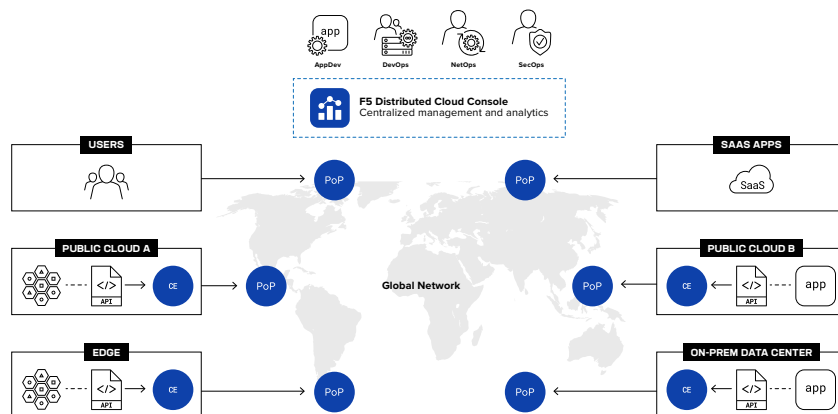 app
AppDev
DevOps
NetOps
SecOps
F5 Distributed Cloud Console
Centralized management and analytics
USERS
PoP
PoP
SAAS APPS
SaaS
PUBLIC CLOUD A
</>
API
CE
PoP
Global Network
PoP
PUBLIC CLOUD B
CE
</>
API
app
EDGE
</>
API
CE
PoP
PoP
ON-PREM DATA CENTER
CE
</>
API
app